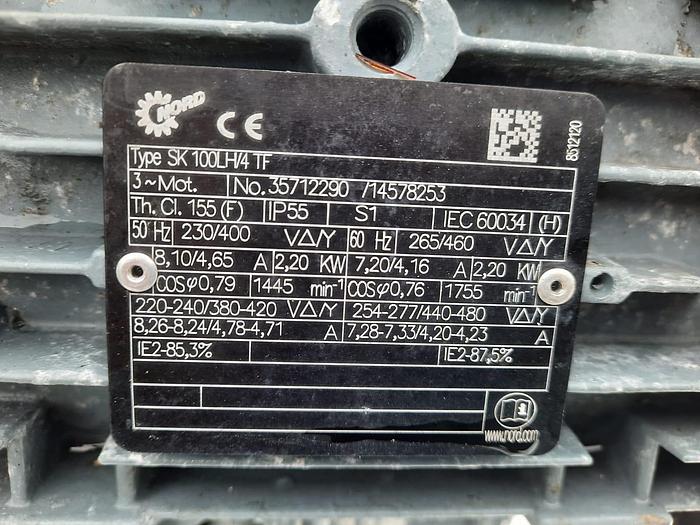 NORD
CE
8512120
Type SK 100LH/4 TF
3~Mot. No. 35712290 /14578253
Th. Cl. 155 (F) IP55 S1 IEC 60034 (H)
50 Hz 230/400 V△/Y 60 Hz 265/460 V△/Y
8,10/4,65 A 2,20 KW 7,20/4,16 A 2,20 KW
COSφ0,79 1445 min⁻¹ COSφ0,76 1755 min⁻¹
220-240/380-420 V△/Y 254-277/440-480 V△/Y
8,26-8,24/4,78-4,71 A 7,28-7,33/4,20-4,23 A
IE2-85,3% IE2-87,5%
www.nord.com